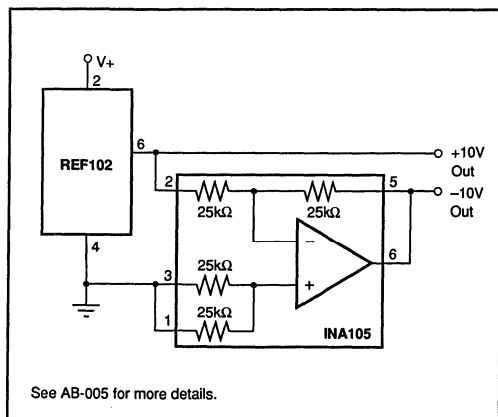 V+
2
6
REF102
+10V
Out
2
5
–10V
Out
25kΩ
25kΩ
4
–
6
25kΩ
3
+
25kΩ
1
INA105
See AB-005 for more details.